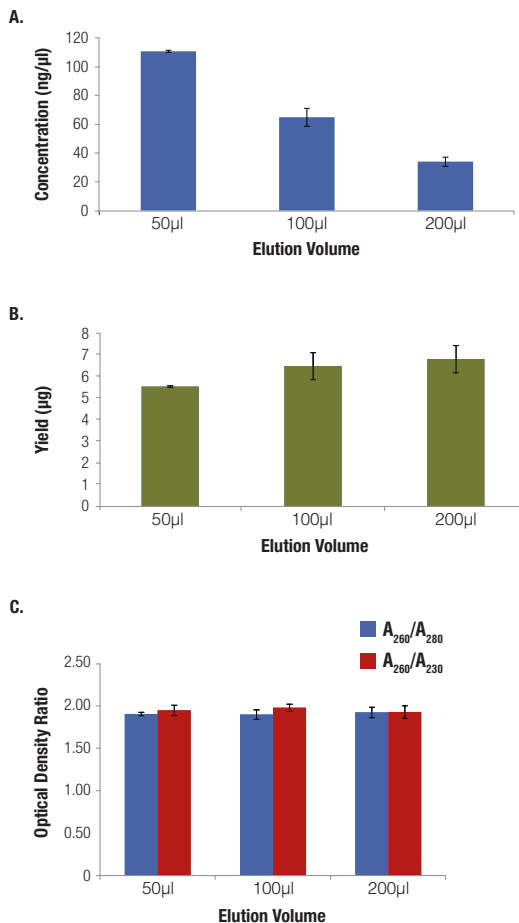 A.
Concentration (ng/µl)
120
100
80
60
40
20
0
50µl 100µl 200µl
Elution Volume
B.
Yield (µg)
8
7
6
5
4
3
2
1
0
50µl 100µl 200µl
Elution Volume
C.
A260/A280
A260/A230
Optical Density Ratio
2.50
2.00
1.50
1.00
0.50
0
50µl 100µl 200µl
Elution Volume